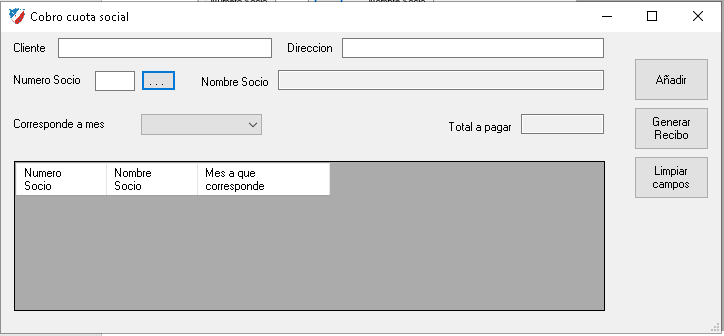 Cobro cuota social
Cliente
Direccion
Numero Socio
...
Nombre Socio
Añadir
Corresponde a mes
Total a pagar
Generar
Recibo
Limpiar
campos
Numero
Socio
Nombre
Socio
Mes a que
corresponde